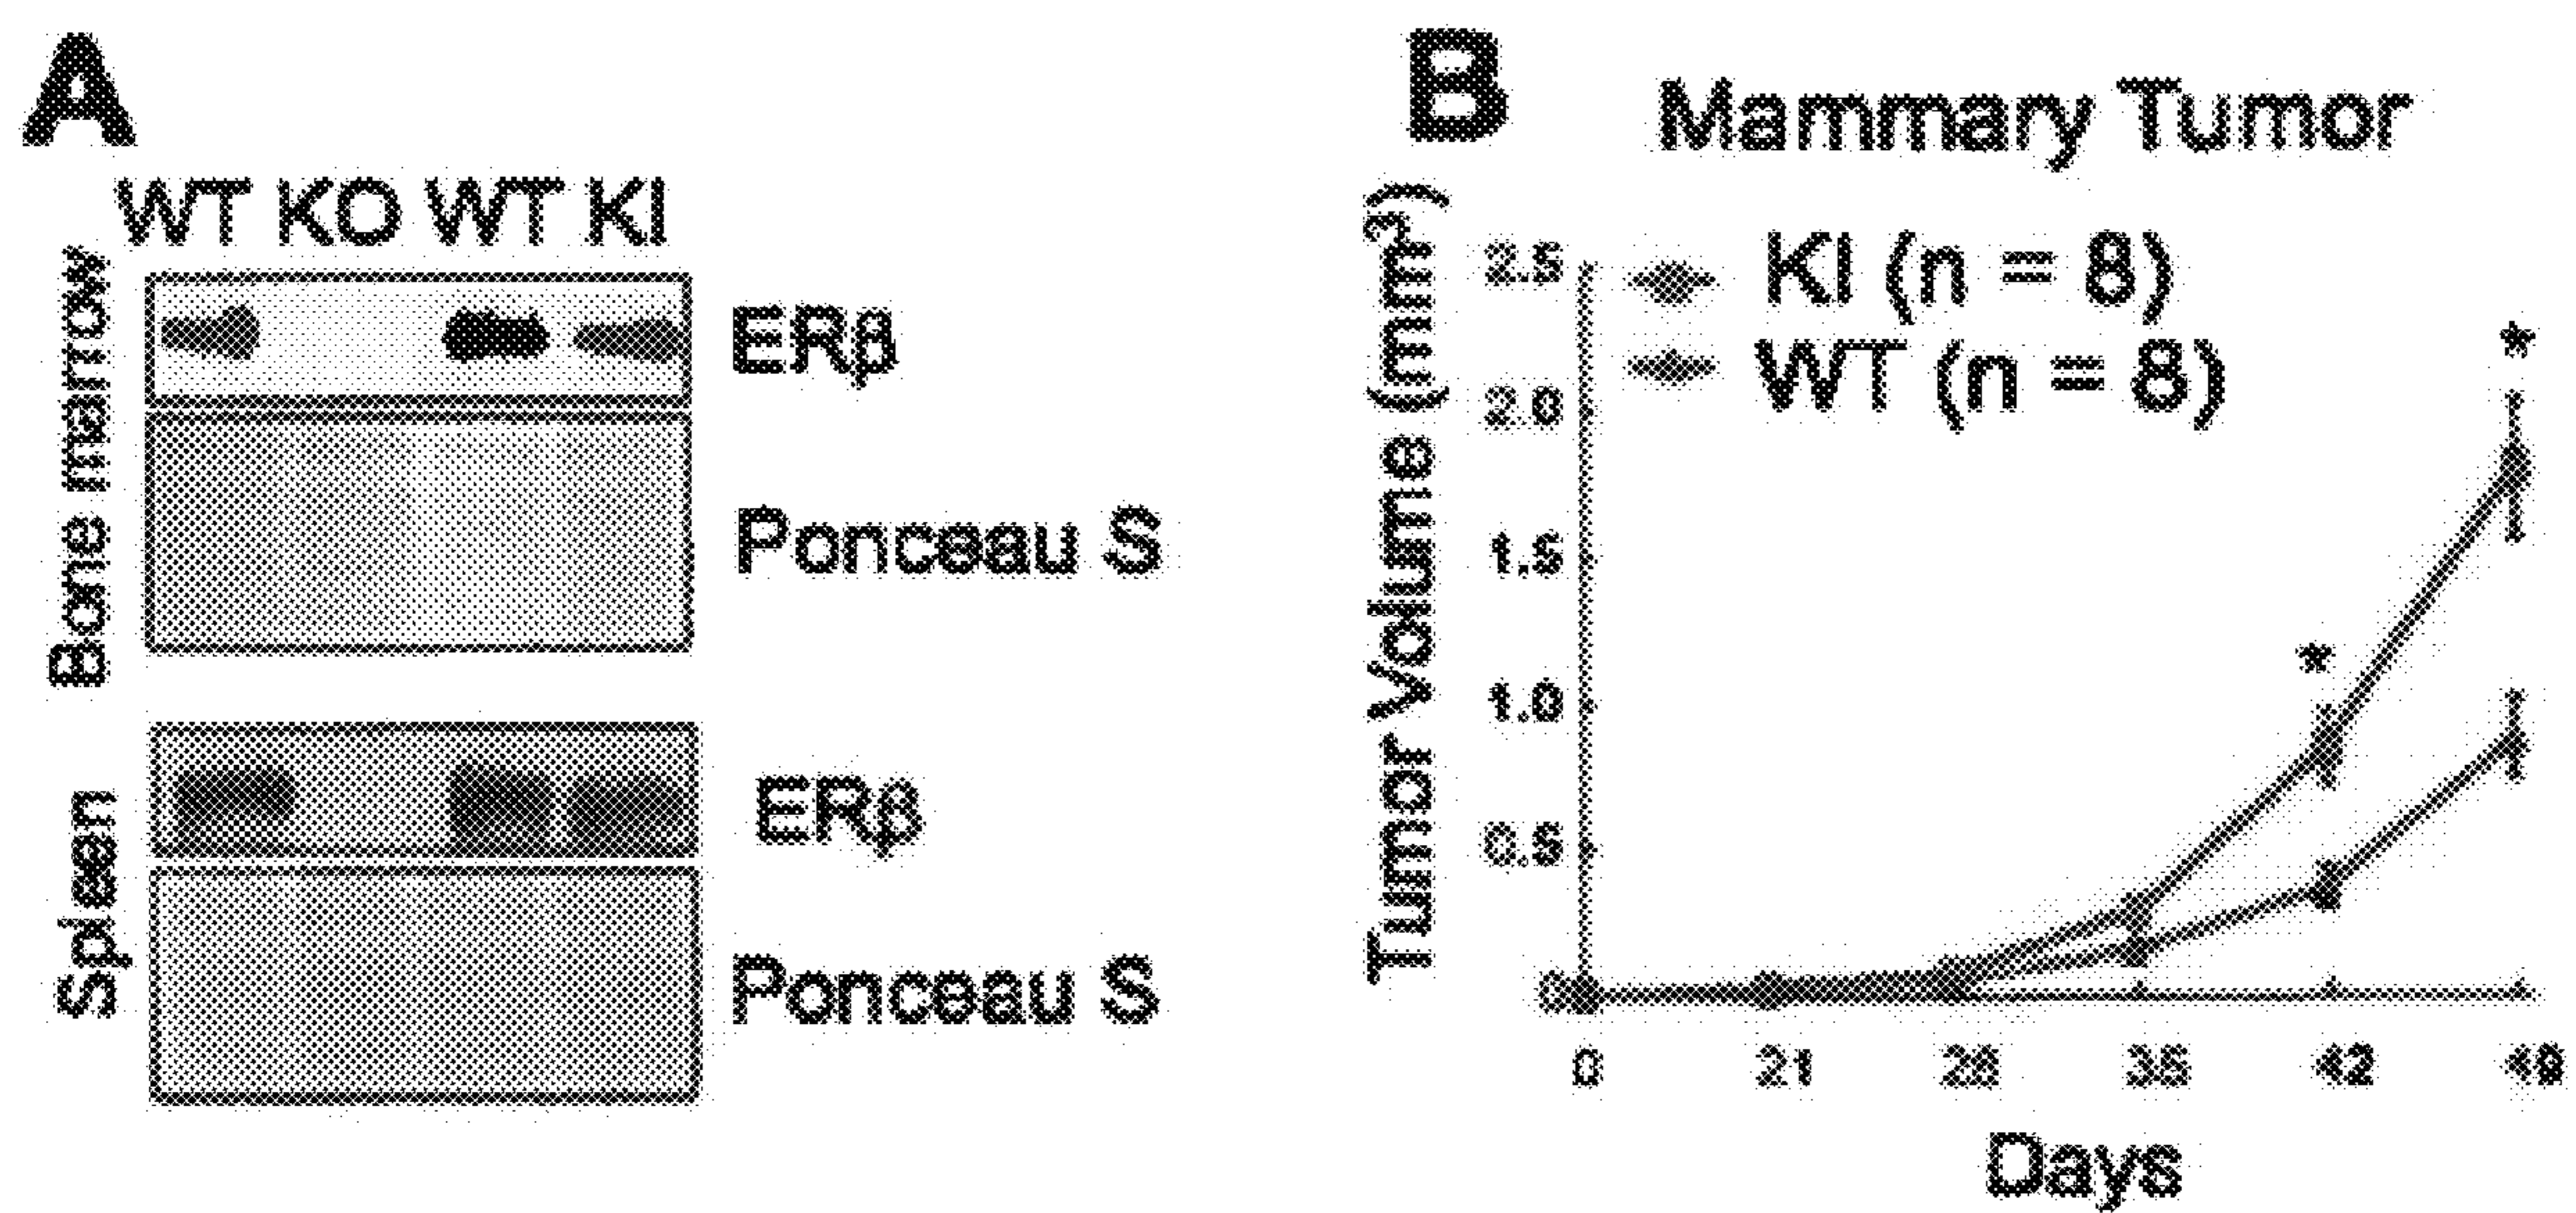 A
WT KO WT KI
Bone marrow
ERβ
Ponceau S
Spleen
ERβ
Ponceau S
B
Mammary Tumor
Tumor Volume (mm³)
KI (n = 8)
WT (n = 8)
2.5
2.0
1.5
1.0
0.5
0
*
*
0 21 28 35 42 49
Days